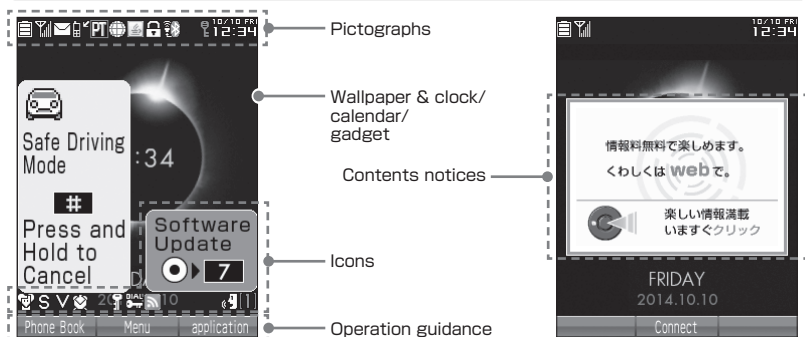 10/10 FRI
12:34
PT
Pictographs
Safe Driving
Mode
:34
#
Press and
Hold to
Cancel
Wallpaper & clock/
calendar/
gadget
Software
Update
7
Icons
S V
DIAL
10
[1]
Phone Book Menu application
Operation guidance
10/10 FRI
12:34
Contents notices
情報料無料で楽しめます。
くわしくは webで。
楽しい情報満載
いますぐクリック
FRIDAY
2014.10.10
Connect